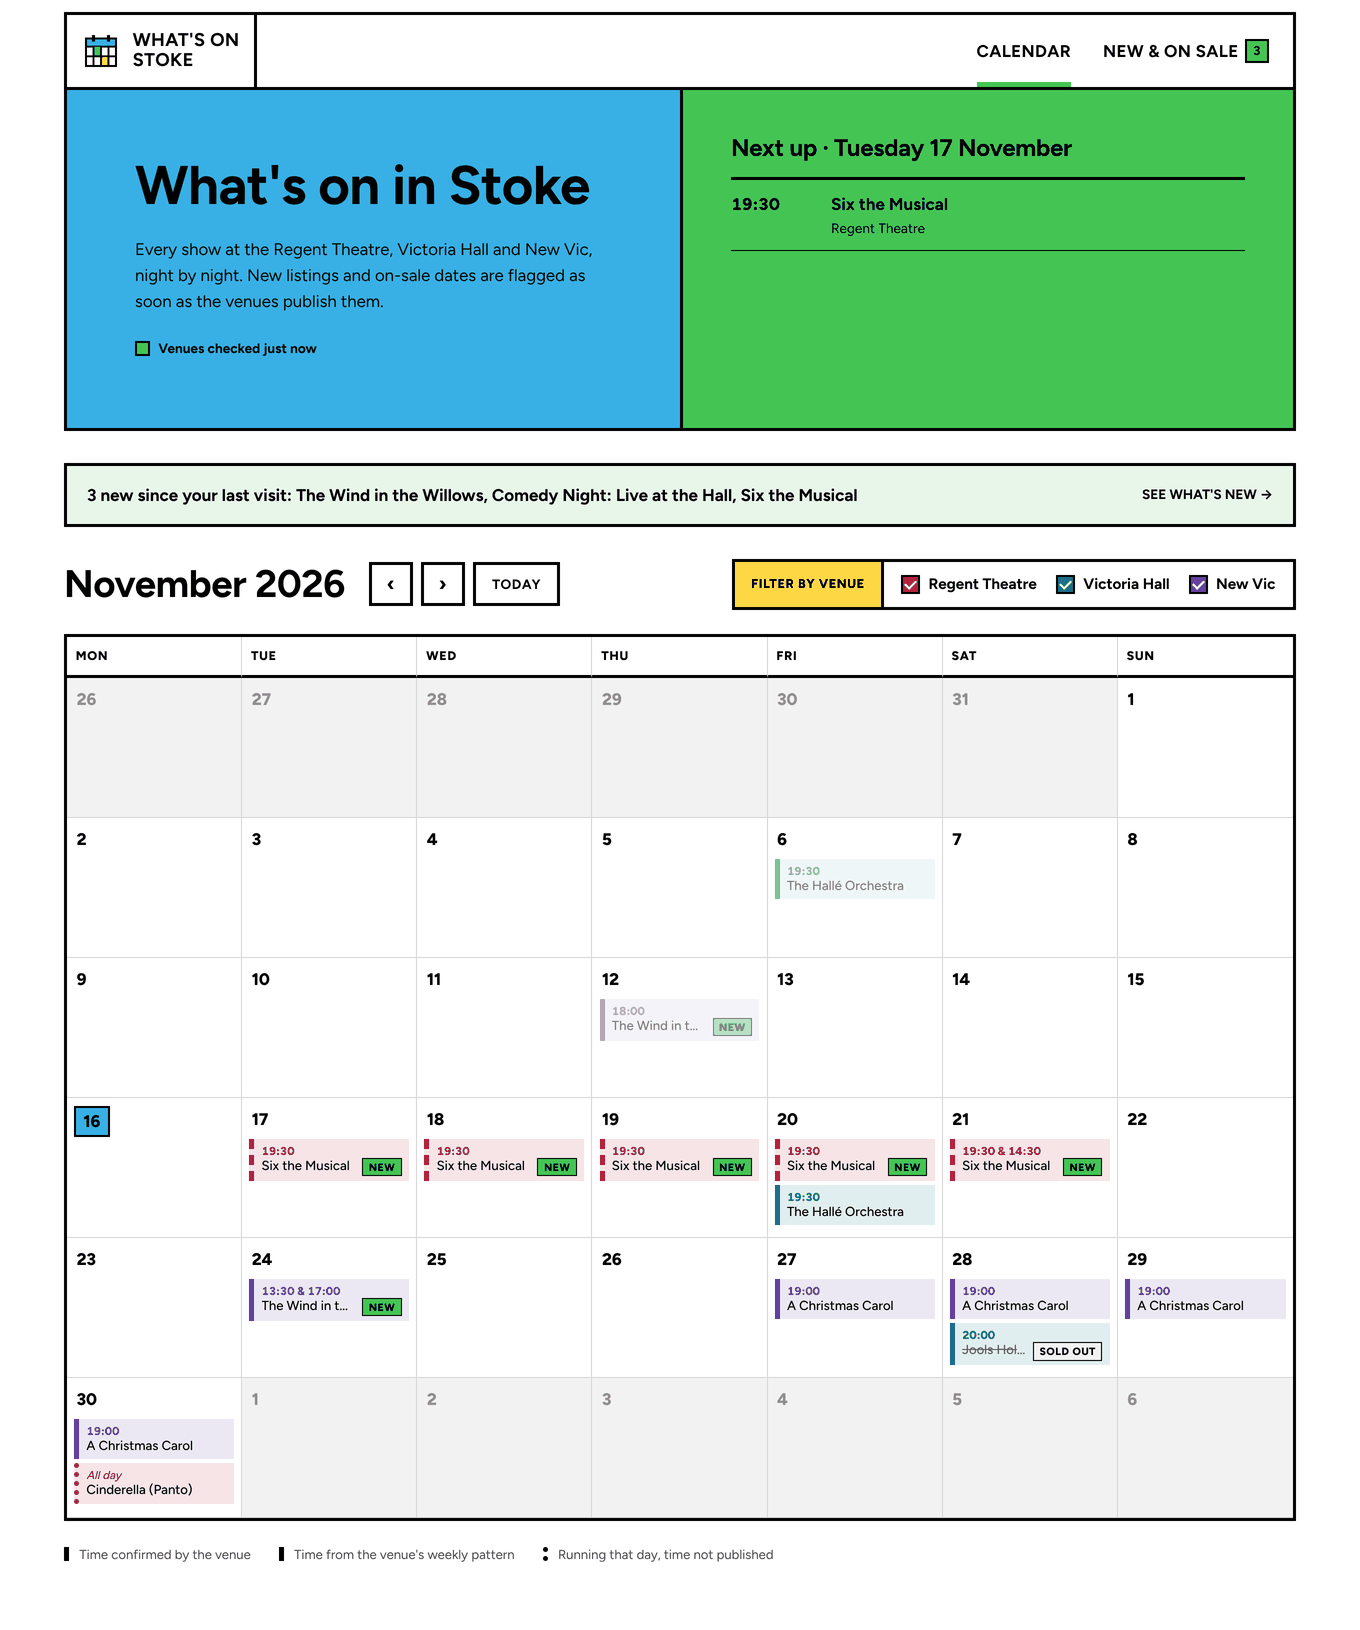 WHAT'S ON
STOKE
CALENDAR
NEW & ON SALE 3
What's on in Stoke
Every show at the Regent Theatre, Victoria Hall and New Vic,
night by night. New listings and on-sale dates are flagged as
soon as the venues publish them.
Venues checked just now
Next up · Tuesday 17 November
19:30 Six the Musical
Regent Theatre
3 new since your last visit: The Wind in the Willows, Comedy Night: Live at the Hall, Six the Musical
SEE WHAT'S NEW →
November 2026
‹ › TODAY
FILTER BY VENUE Regent Theatre Victoria Hall New Vic
MON TUE WED THU FRI SAT SUN
26 27 28 29 30 31 1
2 3 4 5 6 7 8
19:30
The Hallé Orchestra
9 10 11 12 13 14 15
18:00
The Wind in t... NEW
16 17 18 19 20 21 22
19:30 19:30 19:30 19:30 19:30 & 14:30
Six the Musical NEW Six the Musical NEW Six the Musical NEW Six the Musical NEW Six the Musical NEW
19:30
The Hallé Orchestra
23 24 25 26 27 28 29
13:30 & 17:00 19:00 19:00 19:00
The Wind in t... NEW A Christmas Carol A Christmas Carol A Christmas Carol
20:00
Jools Hol... SOLD OUT
30 1 2 3 4 5 6
19:00
A Christmas Carol
All day
Cinderella (Panto)
Time confirmed by the venue Time from the venue's weekly pattern Running that day, time not published